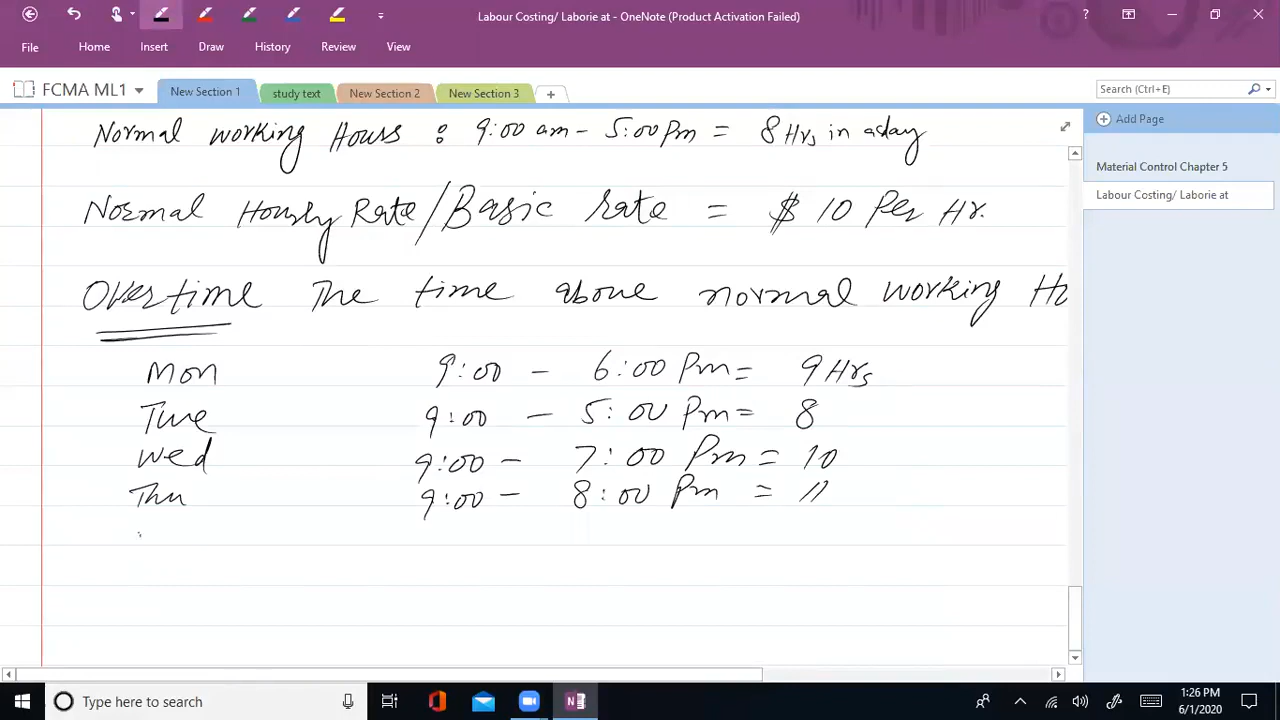 Labour Costing/ Laborie at - OneNote (Product Activation Failed)
File Home Insert Draw History Review View
FCMA ML1 New Section 1 study text New Section 2 New Section 3
Search (Ctrl+E)
Add Page
Material Control Chapter 5
Labour Costing/ Laborie at
Normal working Hours : 9:00 am - 5:00 Pm = 8 Hrs in a day
Normal Hourly Rate/Basic rate = $ 10 Per Hr.
Overtime The time above normal working Ho
Mon 9:00 - 6:00 Pm = 9 Hrs
Tue 9:00 - 5:00 Pm = 8
Wed 9:00 - 7:00 Pm = 10
Thu 9:00 - 8:00 Pm = 11
Type here to search
1:26 PM
6/1/2020